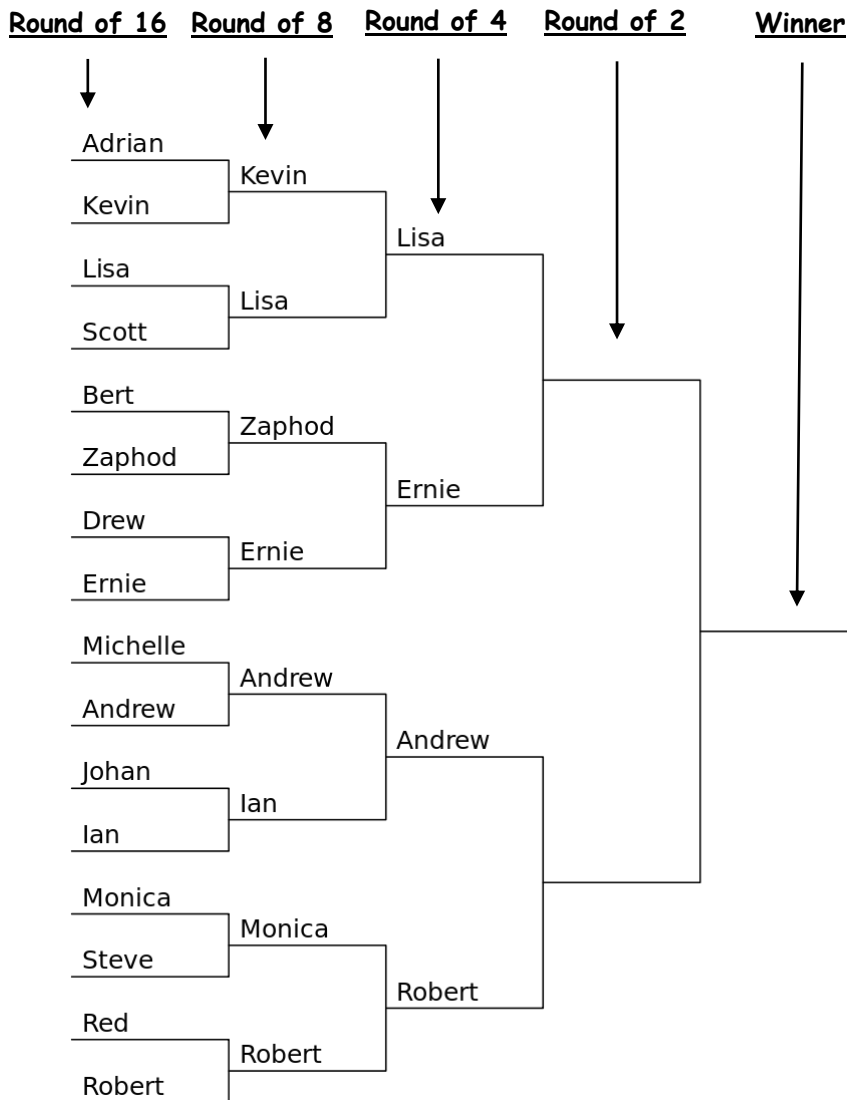 Round of 16 Round of 8 Round of 4 Round of 2 Winner
Adrian
Kevin
Kevin
Lisa
Lisa
Lisa
Scott
Bert
Zaphod
Zaphod
Ernie
Drew
Ernie
Ernie
Michelle
Andrew
Andrew
Andrew
Johan
Ian
Ian
Monica
Monica
Steve
Robert
Red
Robert
Robert